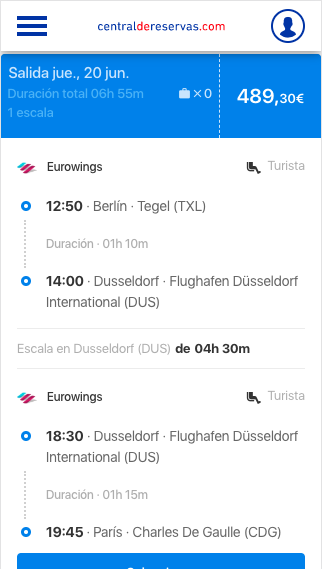 centraldereservas.com
Salida jue., 20 jun.
Duración total 06h 55m
× 0
1 escala
489,30€
Eurowings
Turista
12:50 · Berlín · Tegel (TXL)
Duración · 01h 10m
14:00 · Dusseldorf · Flughafen Düsseldorf
International (DUS)
Escala en Dusseldorf (DUS) de 04h 30m
Eurowings
Turista
18:30 · Dusseldorf · Flughafen Düsseldorf
International (DUS)
Duración · 01h 15m
19:45 · París · Charles De Gaulle (CDG)